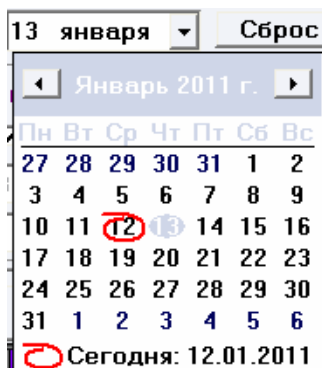 13 января Сброс
Январь 2011 г.
Пн Вт Ср Чт Пт Сб Вс
27 28 29 30 31 1 2
3 4 5 6 7 8 9
10 11 12 13 14 15 16
17 18 19 20 21 22 23
24 25 26 27 28 29 30
31 1 2 3 4 5 6
Сегодня: 12.01.2011